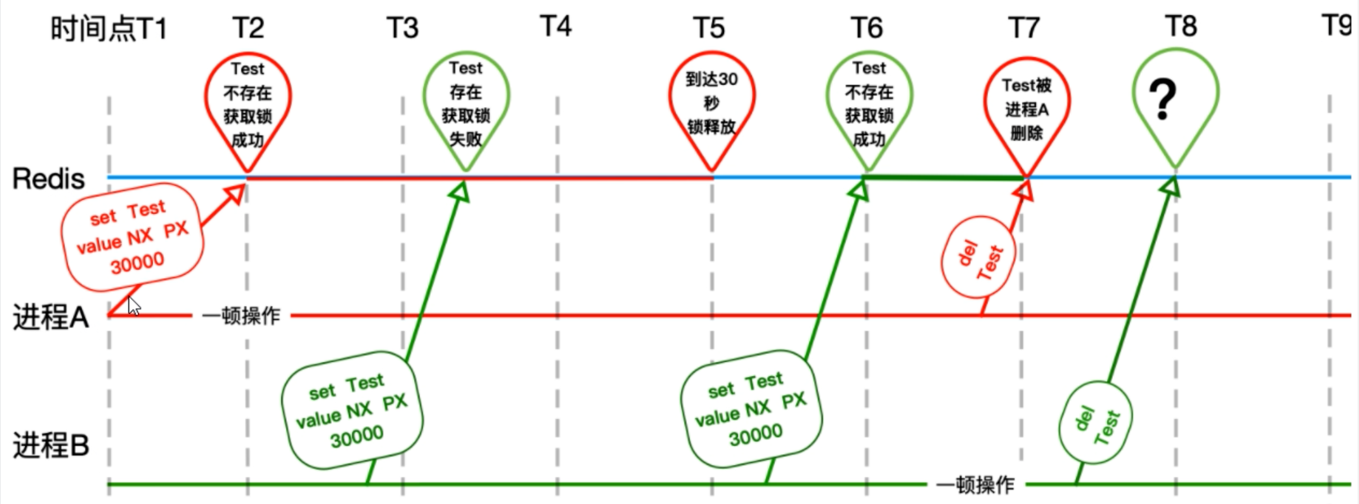 时间点T1 T2 T3 T4 T5 T6 T7 T8 T9
Test
不存在
获取锁
成功
Test
存在
获取锁
失败
到达30
秒
锁释放
Test
不存在
获取锁
成功
Test被
进程A
删除
?
Redis
set Test
value NX PX
30000
del
Test
进程A
一顿操作
set Test
value NX PX
30000
set Test
value NX PX
30000
del
Test
进程B
一顿操作